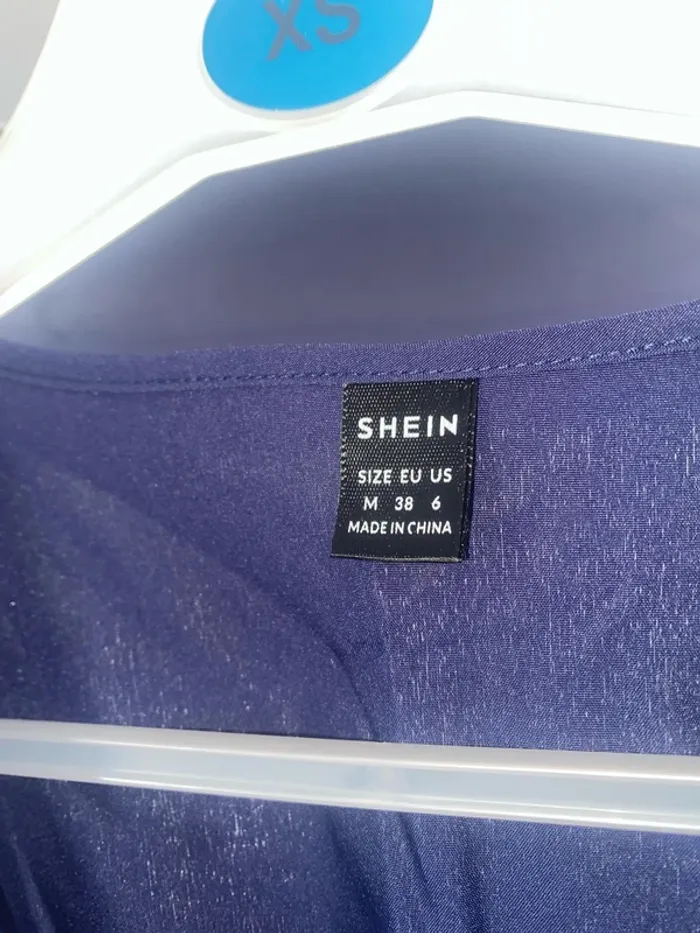 XS
SHEIN
SIZE EU US
M 38 6
MADE IN CHINA